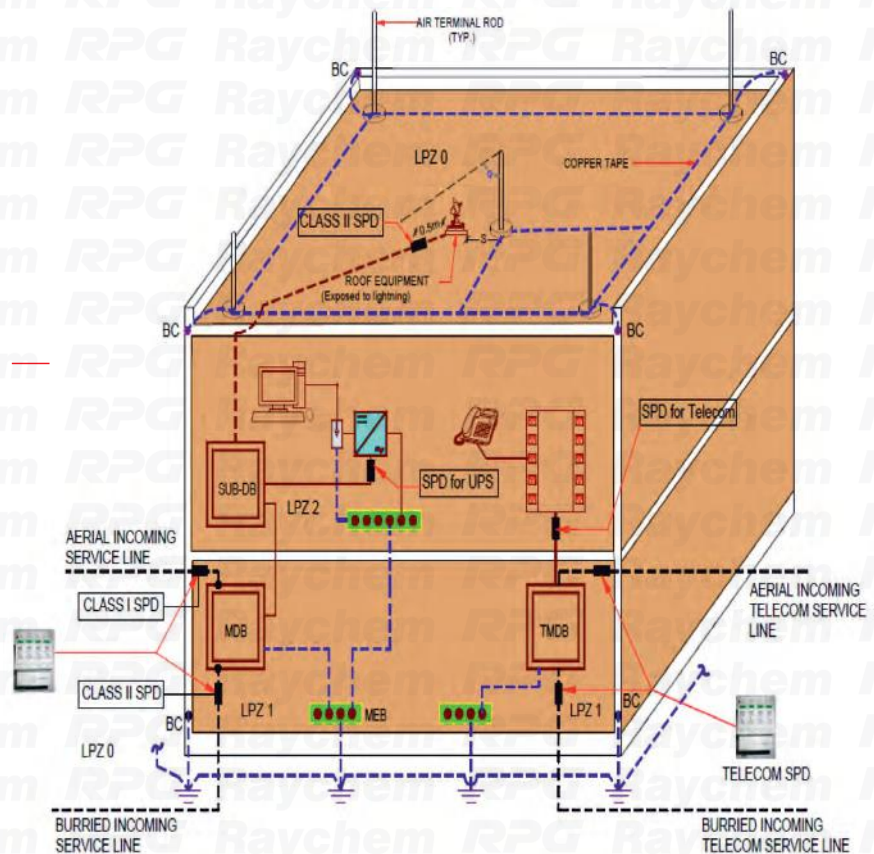 AIR TERMINAL ROD
(TYP.)
BC
BC
LPZ 0
COPPER TAPE
CLASS II SPD
0.5m
S
ROOF EQUIPMENT
(Exposed to lightning)
BC
BC
SPD for Telecom
SUB-DB
SPD for UPS
LPZ 2
AERIAL INCOMING
SERVICE LINE
CLASS I SPD
MDB
TMDB
AERIAL INCOMING
TELECOM SERVICE
LINE
CLASS II SPD
LPZ 1
MEB
LPZ 1
BC
BC
LPZ 0
TELECOM SPD
BURRIED INCOMING
SERVICE LINE
BURRIED INCOMING
TELECOM SERVICE LINE
RPG Raychem